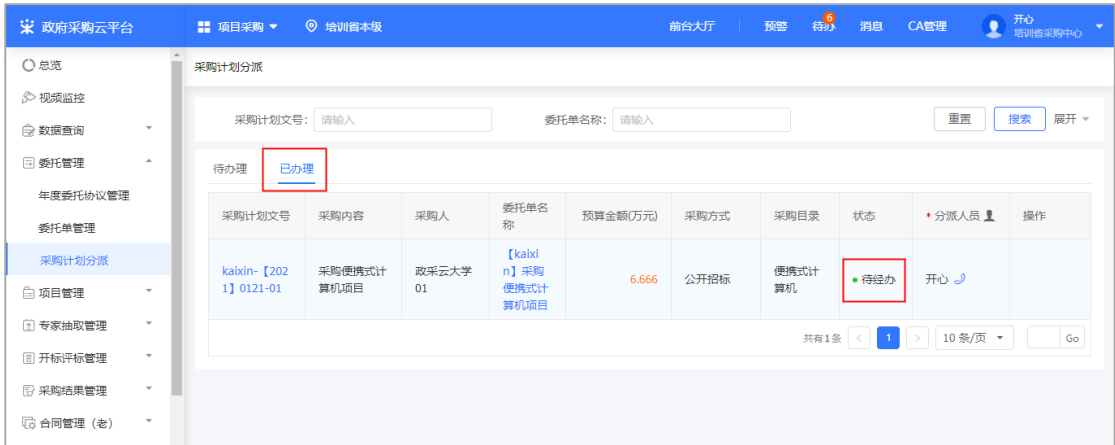 政府采购云平台
项目采购
培训省本级
前台大厅
预警
待办
6
消息
CA管理
开心
培训省采购中心
总览
视频监控
数据查询
委托管理
年度委托协议管理
委托单管理
采购计划分派
项目管理
专家抽取管理
开标评标管理
采购结果管理
合同管理（老）
采购计划分派
采购计划文号： 请输入
委托单名称： 请输入
重置
搜索
展开
待办理
已办理
采购计划文号
采购内容
采购人
委托单名
称
预算金额(万元)
采购方式
采购目录
状态
* 分派人员
操作
kaixin-【202
1】0121-01
采购便携式计
算机项目
政采云大学
01
【kaixi
n】采购
便携式计
算机项目
6.666
公开招标
便携式计
算机
待经办
开心
共有1条 < 1 > 10 条/页 Go